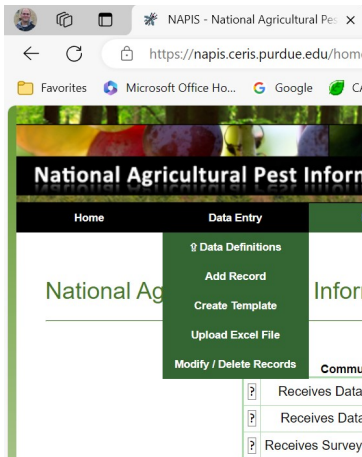 NAPIS - National Agricultural Pes
https://napis.ceris.purdue.edu/hom
Favorites Microsoft Office Ho... G Google CA
National Agricultural Pest Inform
Home Data Entry
⇪ Data Definitions
Add Record
Create Template
Upload Excel File
Modify / Delete Records
National Ag Infor
Commu
? Receives Data
? Receives Data
? Receives Survey